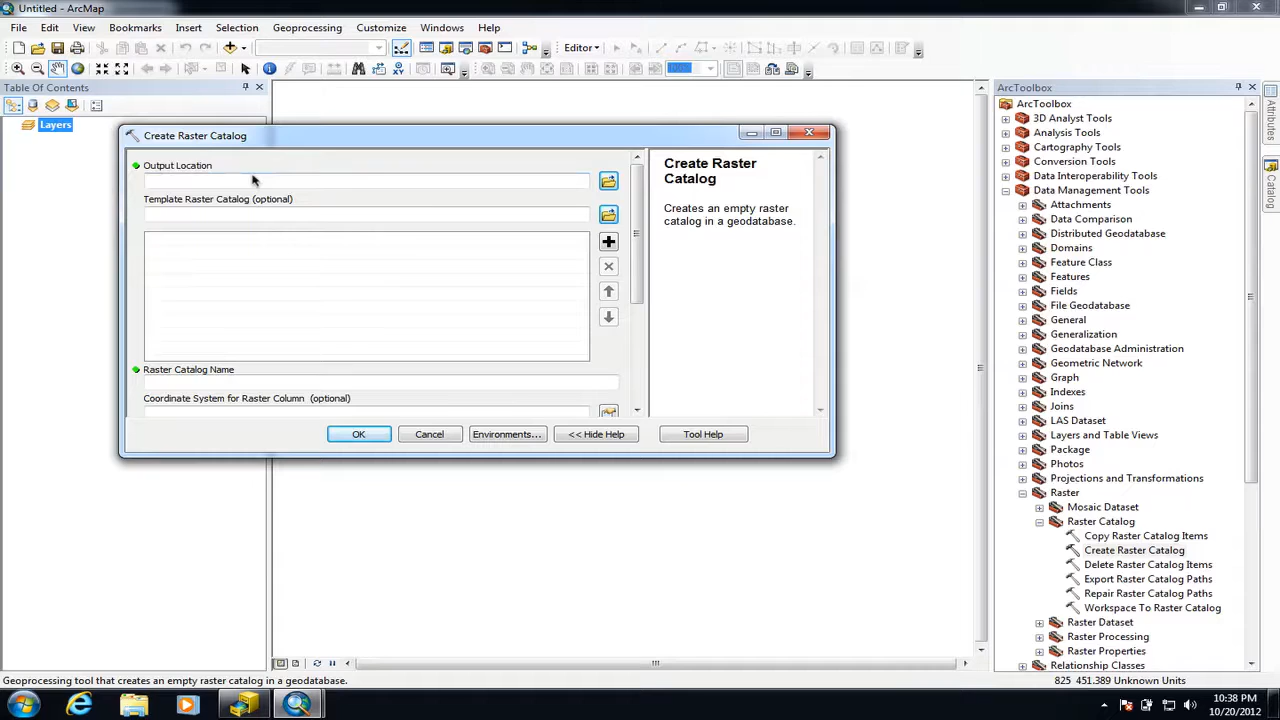 Untitled - ArcMap
File Edit View Bookmarks Insert Selection Geoprocessing Customize Windows Help
Editor
Table Of Contents
Layers
Create Raster Catalog
Output Location
Template Raster Catalog (optional)
Raster Catalog Name
Coordinate System for Raster Column (optional)
Create Raster
Catalog
Creates an empty raster
catalog in a geodatabase.
OK
Cancel
Environments...
<< Hide Help
Tool Help
ArcToolbox
ArcToolbox
3D Analyst Tools
Analysis Tools
Cartography Tools
Conversion Tools
Data Interoperability Tools
Data Management Tools
Attachments
Data Comparison
Distributed Geodatabase
Domains
Feature Class
Features
Fields
File Geodatabase
General
Generalization
Geodatabase Administration
Geometric Network
Graph
Indexes
Joins
LAS Dataset
Layers and Table Views
Package
Photos
Projections and Transformations
Raster
Mosaic Dataset
Raster Catalog
Copy Raster Catalog Items
Create Raster Catalog
Delete Raster Catalog Items
Export Raster Catalog Paths
Repair Raster Catalog Paths
Workspace To Raster Catalog
Raster Dataset
Raster Processing
Raster Properties
Relationship Classes
Attributes
Catalog
Geoprocessing tool that creates an empty raster catalog in a geodatabase.
825 451.389 Unknown Units
10:38 PM
10/20/2012